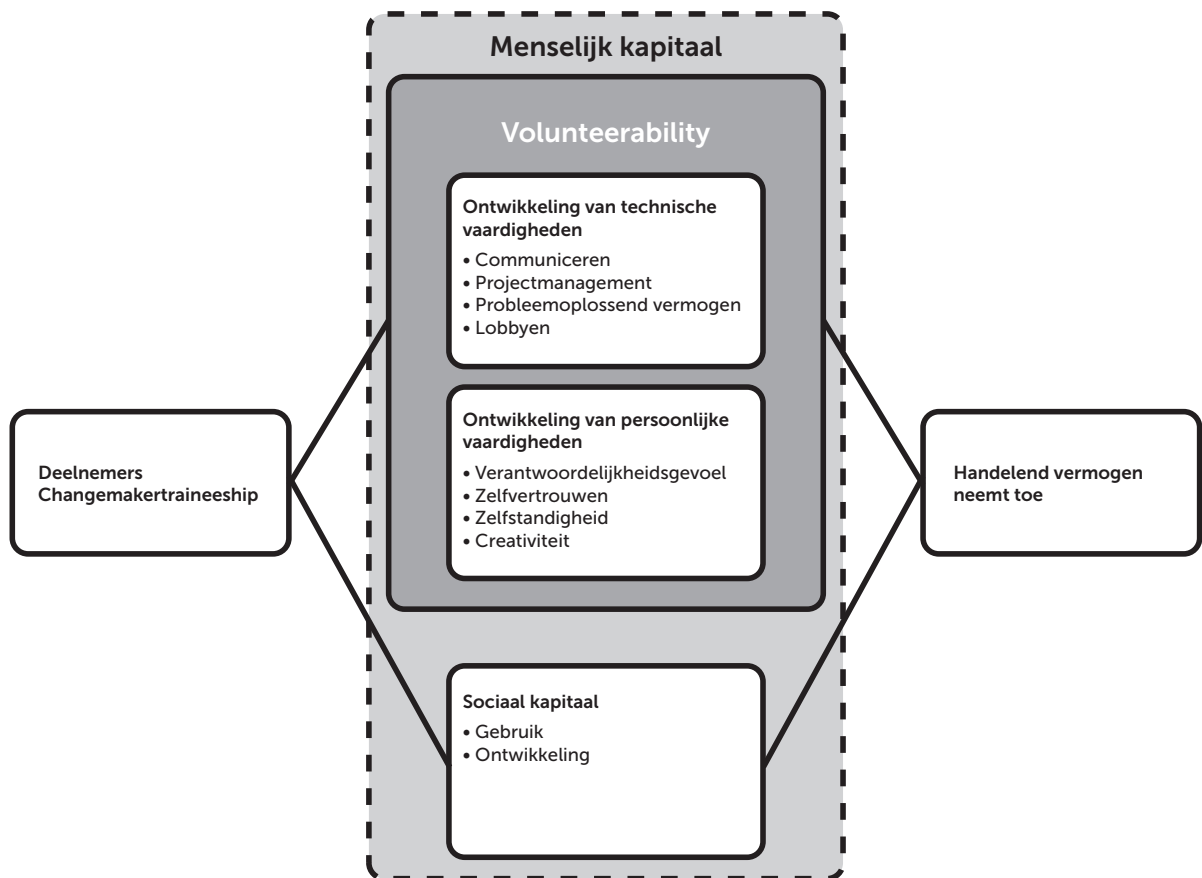 Menselijk kapitaal
Volunteerability
Ontwikkeling van technische
vaardigheden
• Communiceren
• Projectmanagement
• Probleemoplossend vermogen
• Lobbyen
Ontwikkeling van persoonlijke
vaardigheden
• Verantwoordelijkheidsgevoel
• Zelfvertrouwen
• Zelfstandigheid
• Creativiteit
Deelnemers
Changemakertraineeship
Handelend vermogen
neemt toe
Sociaal kapitaal
• Gebruik
• Ontwikkeling